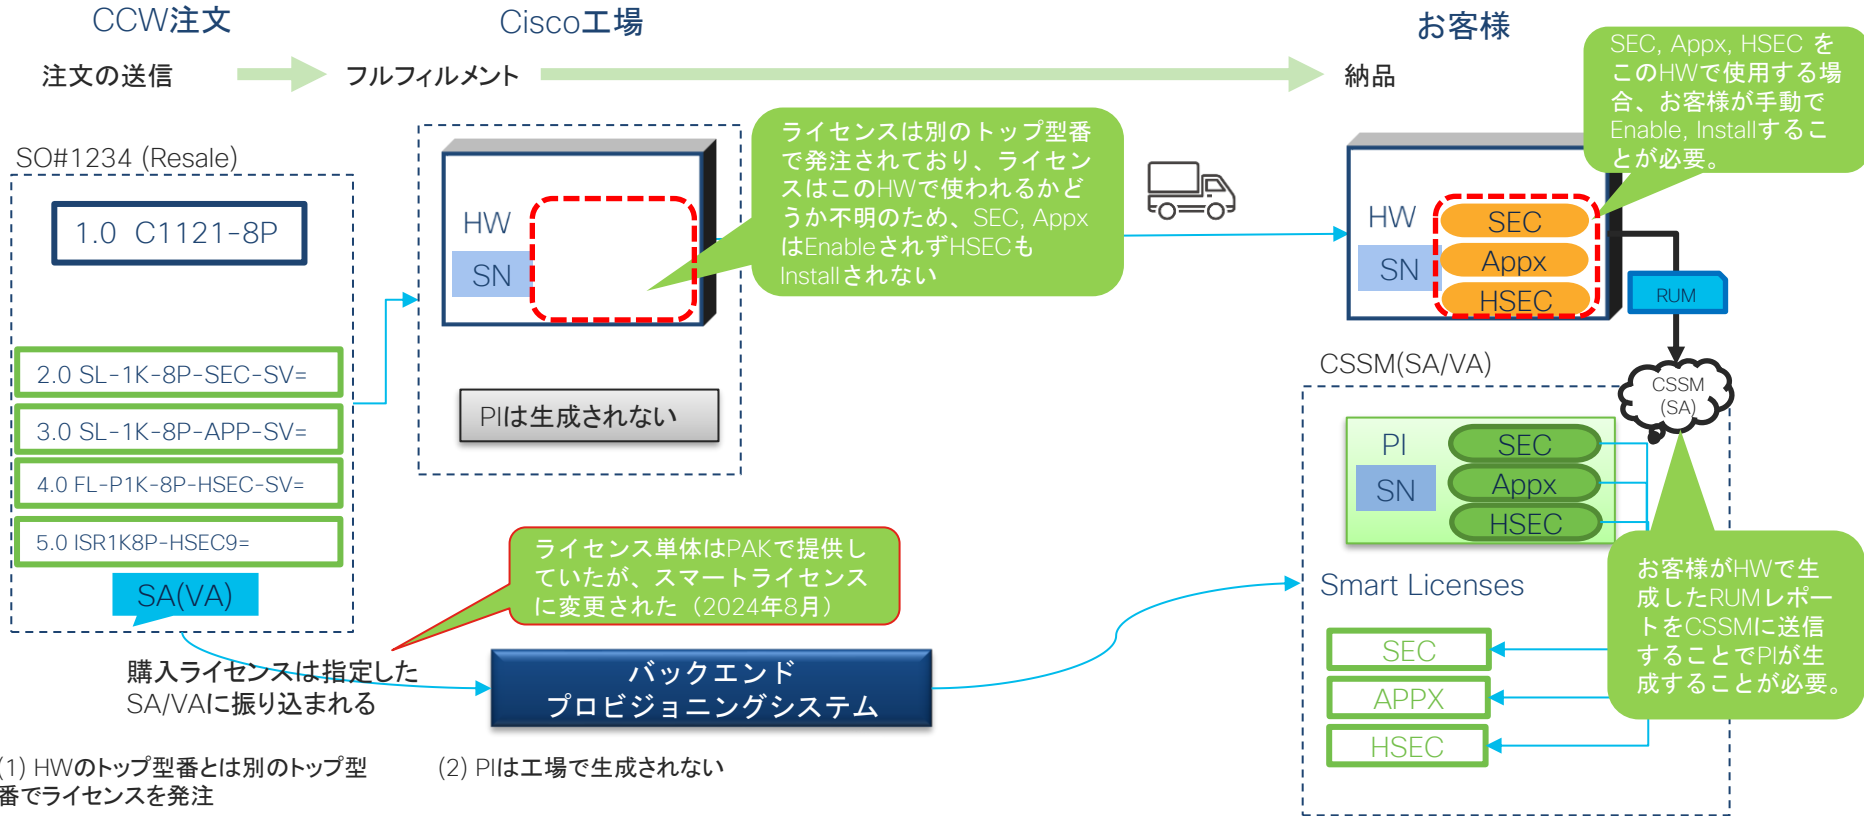 CCW注文
Cisco工場
お客様
注文の送信
フルフィルメント
納品
SO#1234 (Resale)
1.0 C1121-8P
2.0 SL-1K-8P-SEC-SV=
3.0 SL-1K-8P-APP-SV=
4.0 FL-P1K-8P-HSEC-SV=
5.0 ISR1K8P-HSEC9=
SA(VA)
購入ライセンスは指定した
SA/VAに振り込まれる
(1) HWのトップ型番とは別のトップ型
番でライセンスを発注
HW
SN
PIは生成されない
ライセンスは別のトップ型番
で発注されており、ライセン
スはこのHWで使われるかど
うか不明のため、SEC, Appx
はEnableされずHSECも
Installされない
ライセンス単体はPAKで提供し
ていたが、スマートライセンス
に変更された（2024年8月）
バックエンド
プロビジョニングシステム
(2) PIは工場で生成されない
SEC, Appx, HSEC を
このHWで使用する場
合、お客様が手動で
Enable, Installするこ
とが必要。
HW
SN
SEC
Appx
HSEC
RUM
CSSM
(SA)
CSSM(SA/VA)
PI
SN
SEC
Appx
HSEC
Smart Licenses
SEC
APPX
HSEC
お客様がHWで生
成したRUMレポー
トをCSSMに送信
することでPIが生
成することが必要。